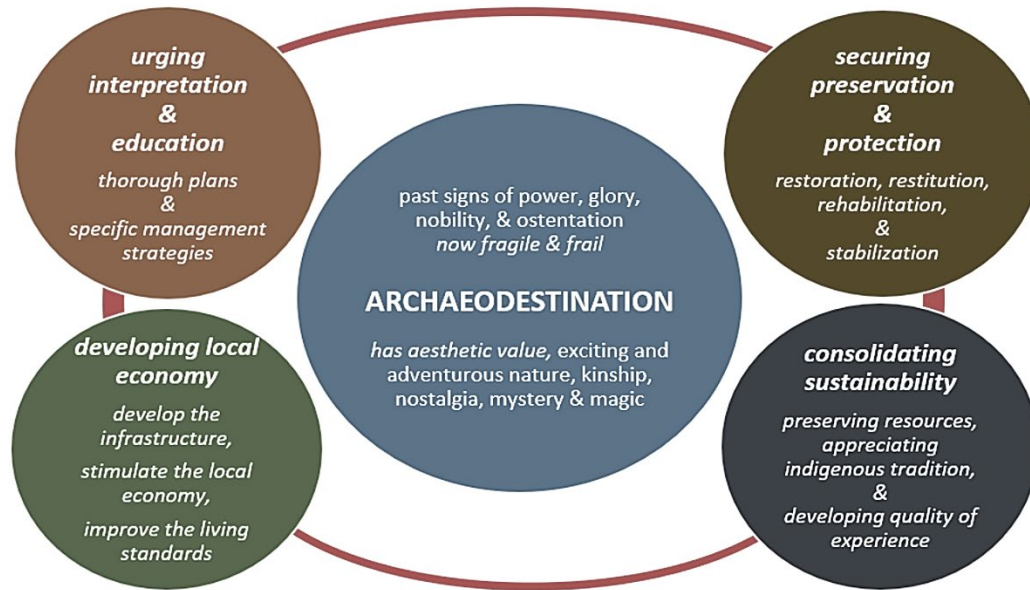 urging
interpretation
&
education
thorough plans
&
specific management
strategies
securing
preservation
&
protection
restoration, restitution,
rehabilitation,
&
stabilization
past signs of power, glory,
nobility, & ostentation
now fragile & frail
ARCHAEODESTINATION
has aesthetic value, exciting and
adventurous nature, kinship,
nostalgia, mystery & magic
developing local
economy
develop the
infrastructure,
stimulate the local
economy,
improve the living
standards
consolidating
sustainability
preserving resources,
appreciating
indigenous tradition,
&
developing quality of
experience